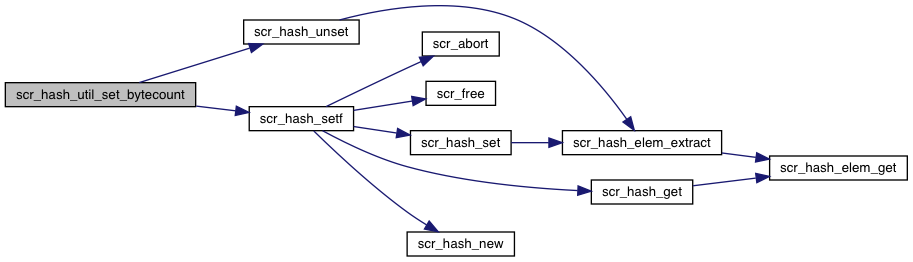 scr_hash_unset
scr_abort
scr_hash_util_set_bytecount
scr_free
scr_hash_setf
scr_hash_set
scr_hash_elem_extract
scr_hash_elem_get
scr_hash_get
scr_hash_new